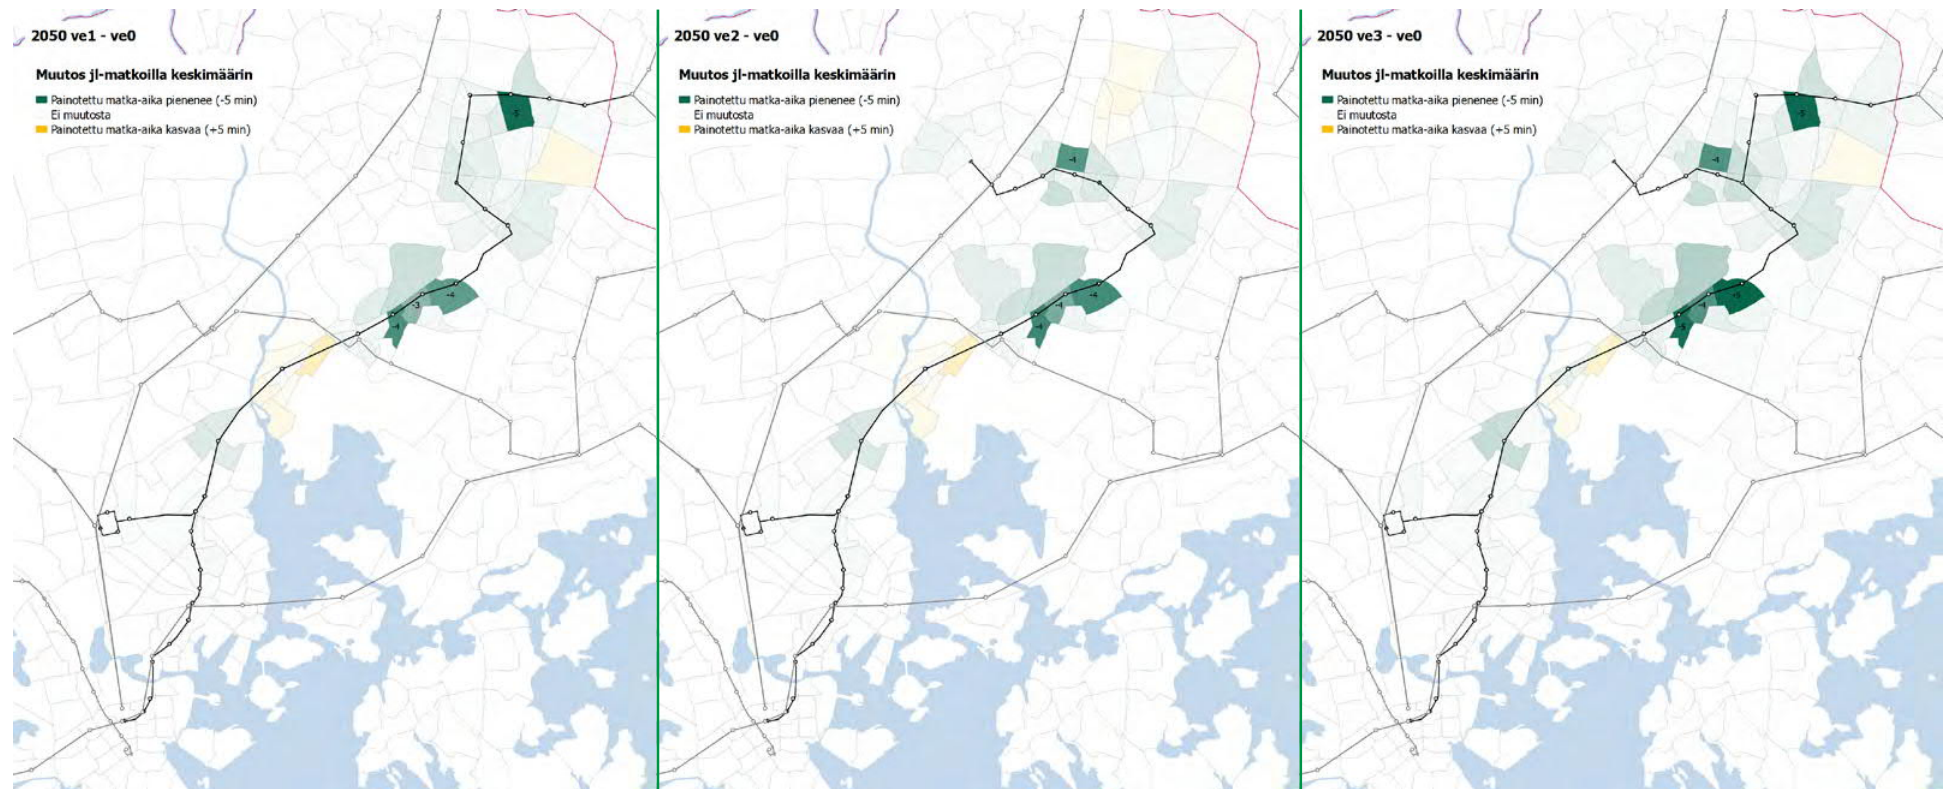 2050 ve1 - ve0
Muutos jl-matkoilla keskimäärin
Painotettu matka-aika pienenee (-5 min)
Ei muutosta
Painotettu matka-aika kasvaa (+5 min)
-5
-4
-3
-4
2050 ve2 - ve0
Muutos jl-matkoilla keskimäärin
Painotettu matka-aika pienenee (-5 min)
Ei muutosta
Painotettu matka-aika kasvaa (+5 min)
-4
-4
-4
-4
2050 ve3 - ve0
Muutos jl-matkoilla keskimäärin
Painotettu matka-aika pienenee (-5 min)
Ei muutosta
Painotettu matka-aika kasvaa (+5 min)
-5
-4
-5
-4
-5